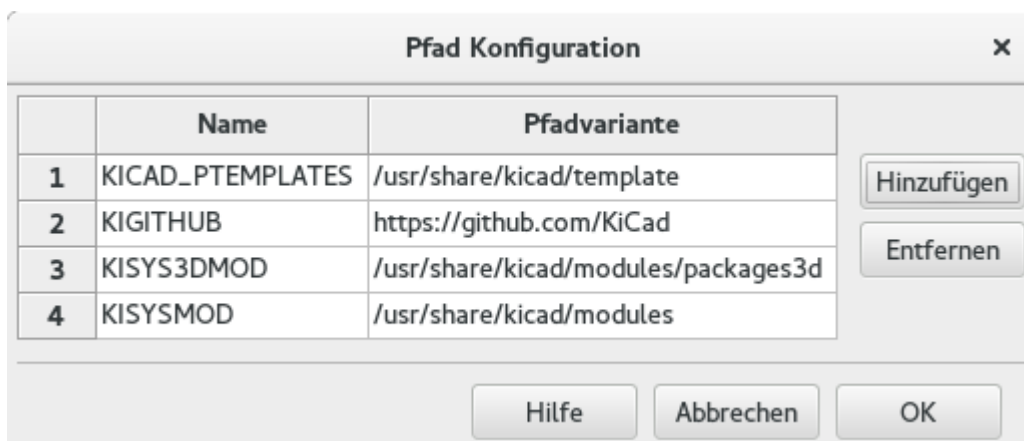 Pfad Konfiguration ×
Name Pfadvariante
1 KICAD_PTEMPLATES /usr/share/kicad/template
Hinzufügen
2 KIGITHUB https://github.com/KiCad
Entfernen
3 KISYS3DMOD /usr/share/kicad/modules/packages3d
4 KISYSMOD /usr/share/kicad/modules
Hilfe Abbrechen OK